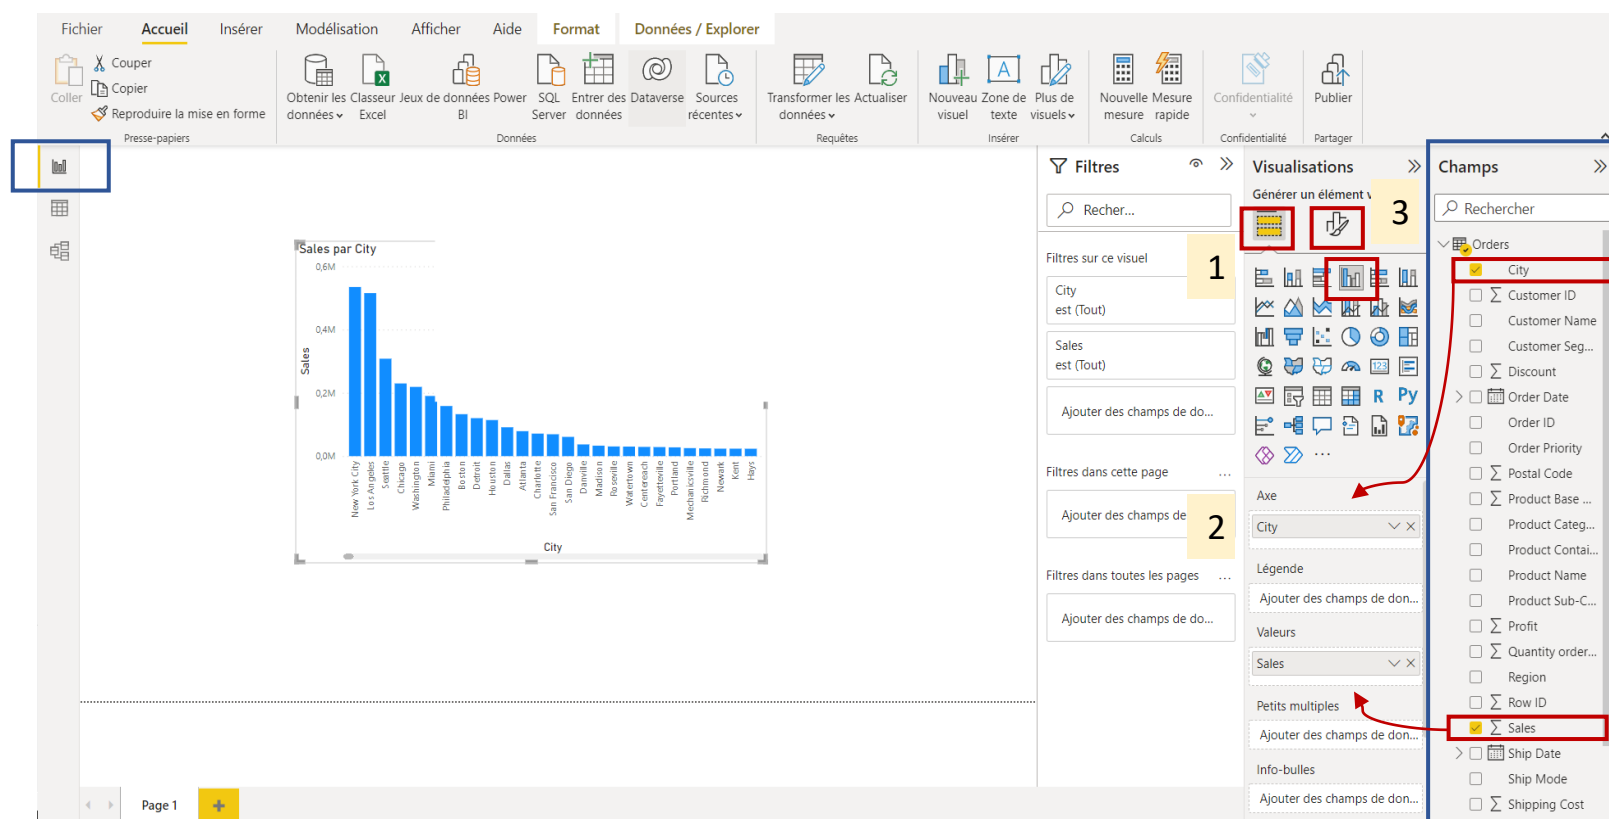 Fichier Accueil Insérer Modélisation Afficher Aide Format Données / Explorer
Coller
Couper
Copier
Reproduire la mise en forme
Presse-papiers
Obtenir les données
Classeur Excel
Jeux de données Power BI
SQL Server
Entrer des données
Dataverse
Sources récentes
Données
Transformer les données
Actualiser
Requêtes
Nouveau visuel
Zone de texte
Plus de visuels
Insérer
Nouvelle mesure
Mesure rapide
Calculs
Confidentialité
Confidentialité
Publier
Partager
Sales par City
0,6M
0,4M
0,2M
0,0M
Sales
New York City
Los Angeles
Seattle
Chicago
Washington
Miami
Philadelphia
Boston
Detroit
Houston
Dallas
Atlanta
Charlotte
San Francisco
San Diego
Danville
Madison
Roseville
Watertown
Centereach
Fayetteville
Portland
Mechanicsville
Richmond
Newark
Kent
Hays
City
Page 1
Filtres
Recher...
Filtres sur ce visuel
City
est (Tout)
Sales
est (Tout)
Ajouter des champs de do...
Filtres dans cette page ...
Ajouter des champs de
Filtres dans toutes les pages ...
Ajouter des champs de do...
1
2
3
Visualisations
Générer un élément v
123
R Py
...
Axe
City
Légende
Ajouter des champs de don...
Valeurs
Sales
Petits multiples
Ajouter des champs de don...
Info-bulles
Ajouter des champs de don...
Champs
Rechercher
Orders
City
Customer ID
Customer Name
Customer Seg...
Discount
Order Date
Order ID
Order Priority
Postal Code
Product Base ...
Product Categ...
Product Contai...
Product Name
Product Sub-C...
Profit
Quantity order...
Region
Row ID
Sales
Ship Date
Ship Mode
Shipping Cost